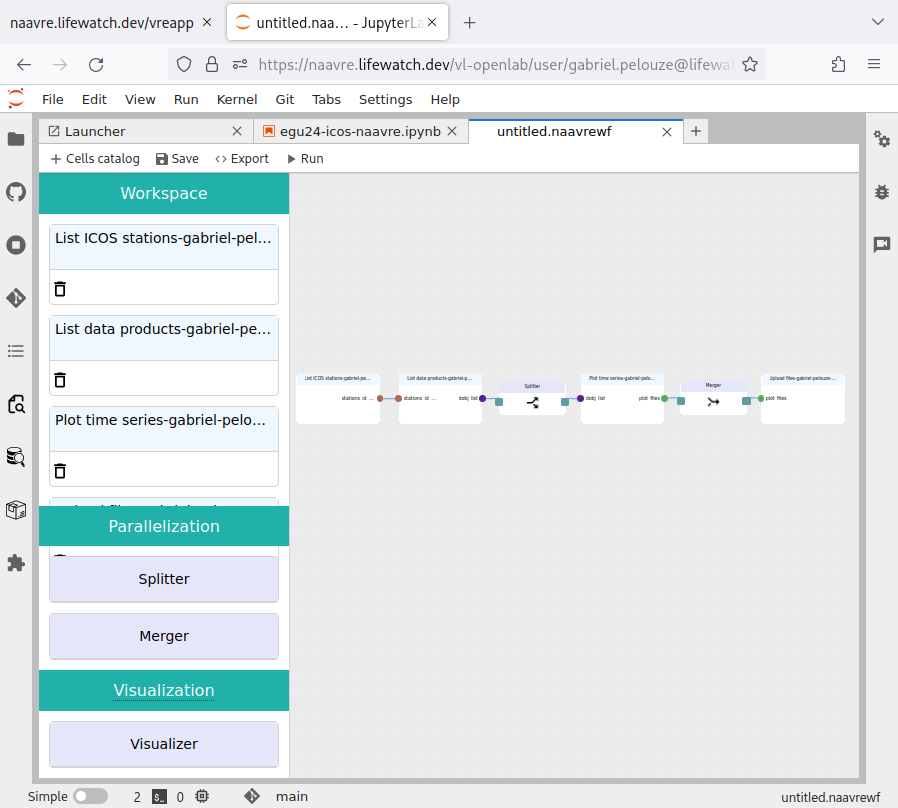 naavre.lifewatch.dev/vreapp
untitled.naa… - JupyterLa
https://naavre.lifewatch.dev/vl-openlab/user/gabriel.pelouze@lifewat
File Edit View Run Kernel Git Tabs Settings Help
Launcher
egu24-icos-naavre.ipynb
untitled.naavrewf
+ Cells catalog
Save
Export
Run
Workspace
List ICOS stations-gabriel-pel...
List data products-gabriel-pe...
Plot time series-gabriel-pelo...
Parallelization
Splitter
Merger
Visualization
Visualizer
List ICOS stations-gabriel-pe...
stations_id_...
List data products-gabriel-p...
stations_id_...
dobj_list
Splitter
Plot time series-gabriel-pelo...
dobj_list
plot_files
Merger
Upload files-gabriel-pelouze-...
plot_files
Simple
2
0
main
untitled.naavrewf